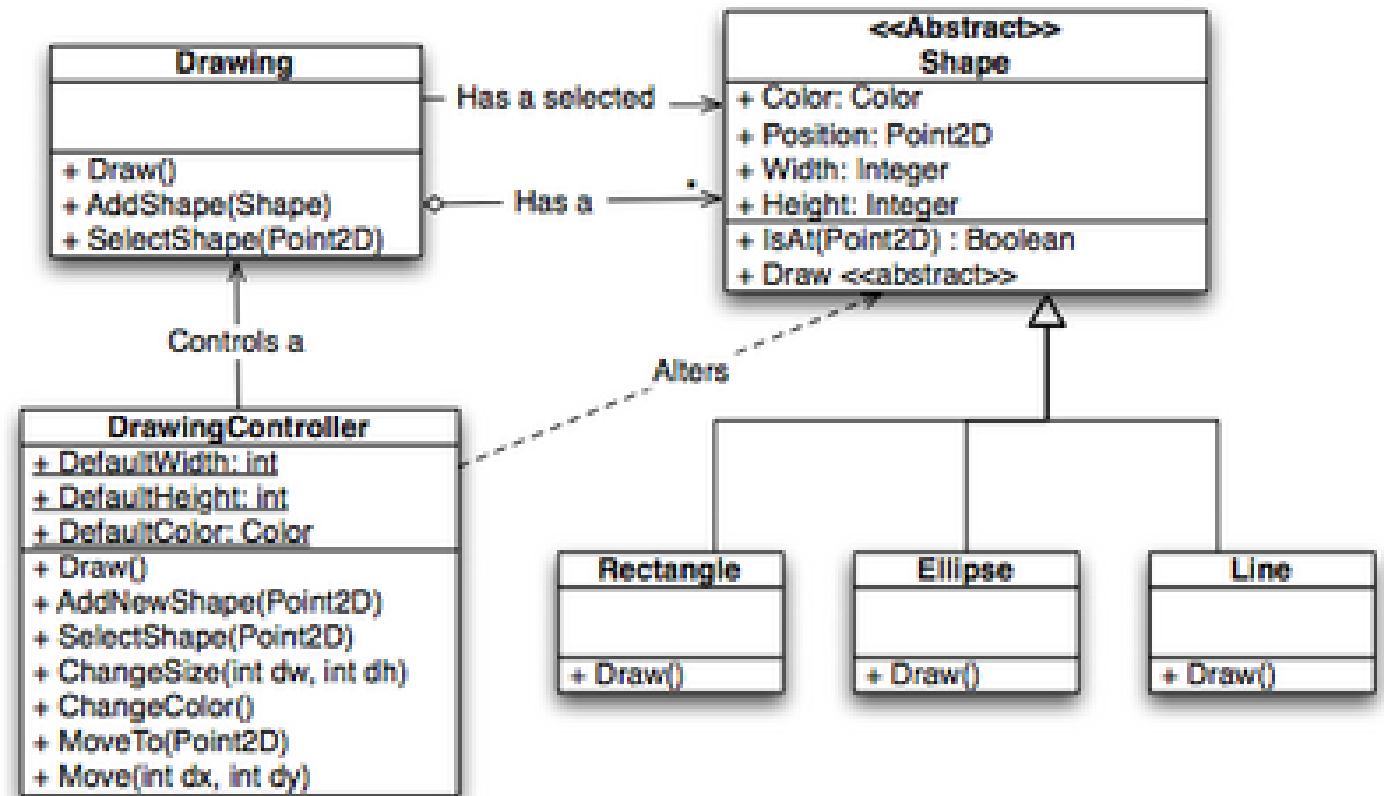 Drawing
+ Draw()
+ AddShape(Shape)
+ SelectShape(Point2D)
Has a selected
Has a
*
<<Abstract>>
Shape
+ Color: Color
+ Position: Point2D
+ Width: Integer
+ Height: Integer
+ IsAt(Point2D) : Boolean
+ Draw <<abstract>>
Controls a
Alters
DrawingController
+ DefaultWidth: int
+ DefaultHeight: int
+ DefaultColor: Color
+ Draw()
+ AddNewShape(Point2D)
+ SelectShape(Point2D)
+ ChangeSize(int dw, int dh)
+ ChangeColor()
+ MoveTo(Point2D)
+ Move(int dx, int dy)
Rectangle
+ Draw()
Ellipse
+ Draw()
Line
+ Draw()